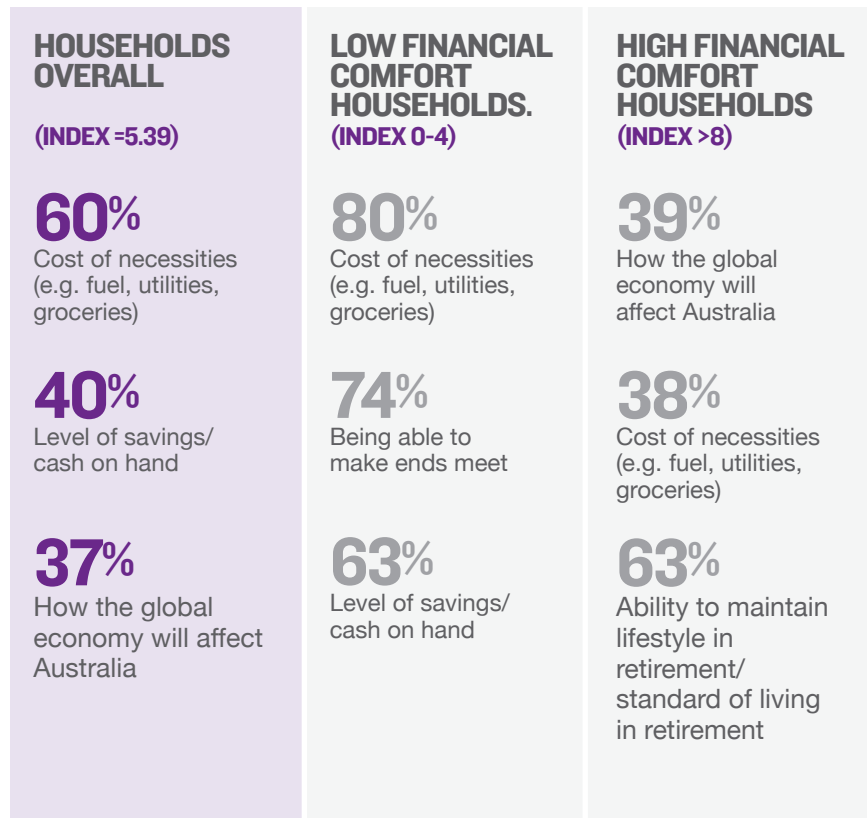 HOUSEHOLDS
OVERALL
(INDEX =5.39)
60%
Cost of necessities
(e.g. fuel, utilities,
groceries)
40%
Level of savings/
cash on hand
37%
How the global
economy will affect
Australia
LOW FINANCIAL
COMFORT
HOUSEHOLDS.
(INDEX 0-4)
80%
Cost of necessities
(e.g. fuel, utilities,
groceries)
74%
Being able to
make ends meet
63%
Level of savings/
cash on hand
HIGH FINANCIAL
COMFORT
HOUSEHOLDS
(INDEX >8)
39%
How the global
economy will
affect Australia
38%
Cost of necessities
(e.g. fuel, utilities,
groceries)
63%
Ability to maintain
lifestyle in
retirement/
standard of living
in retirement